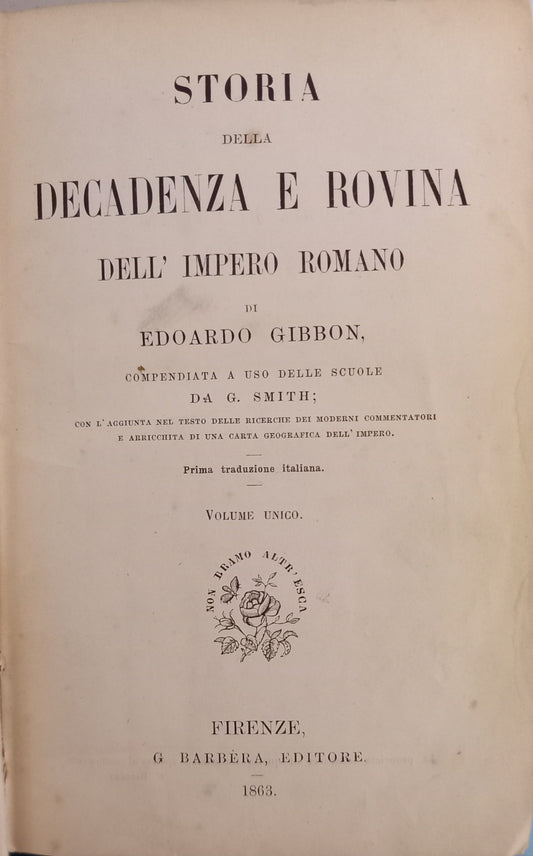 STORIA
DELLA
DECADENZA E ROVINA
DELL' IMPERO ROMANO
DI
EDOARDO GIBBON,
COMPENDIATA A USO DELLE SCUOLE
DA G. SMITH;
CON L'AGGIUNTA NEL TESTO DELLE RICERCHE DEI MODERNI COMMENTATORI
E ARRICCHITA DI UNA CARTA GEOGRAFICA DELL'IMPERO.
Prima traduzione italiana.
VOLUME UNICO.
NON BRAMO ALTR'ESCA
FIRENZE,
G. BARBÈRA, EDITORE.
1863.